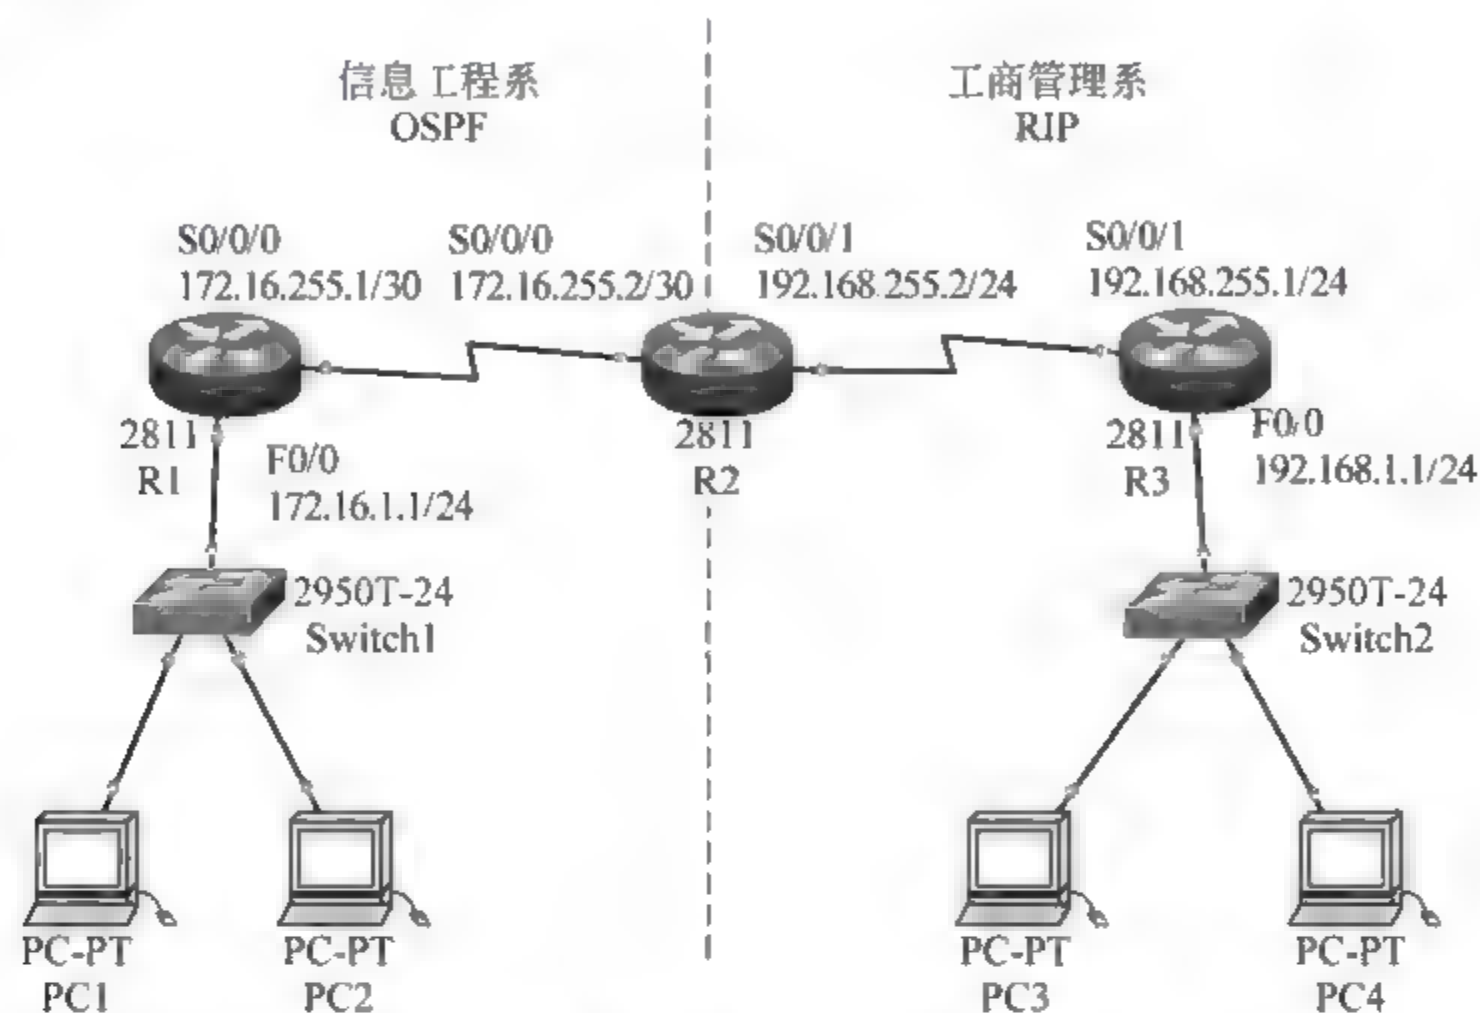 信息工程系
OSPF
工商管理系
RIP
S0/0/0
172.16.255.1/30
S0/0/0
172.16.255.2/30
S0/0/1
192.168.255.2/24
S0/0/1
192.168.255.1/24
2811
R1
F0/0
172.16.1.1/24
2811
R2
2811
R3
F0/0
192.168.1.1/24
2950T-24
Switch1
2950T-24
Switch2
PC-PT
PC1
PC-PT
PC2
PC-PT
PC3
PC-PT
PC4